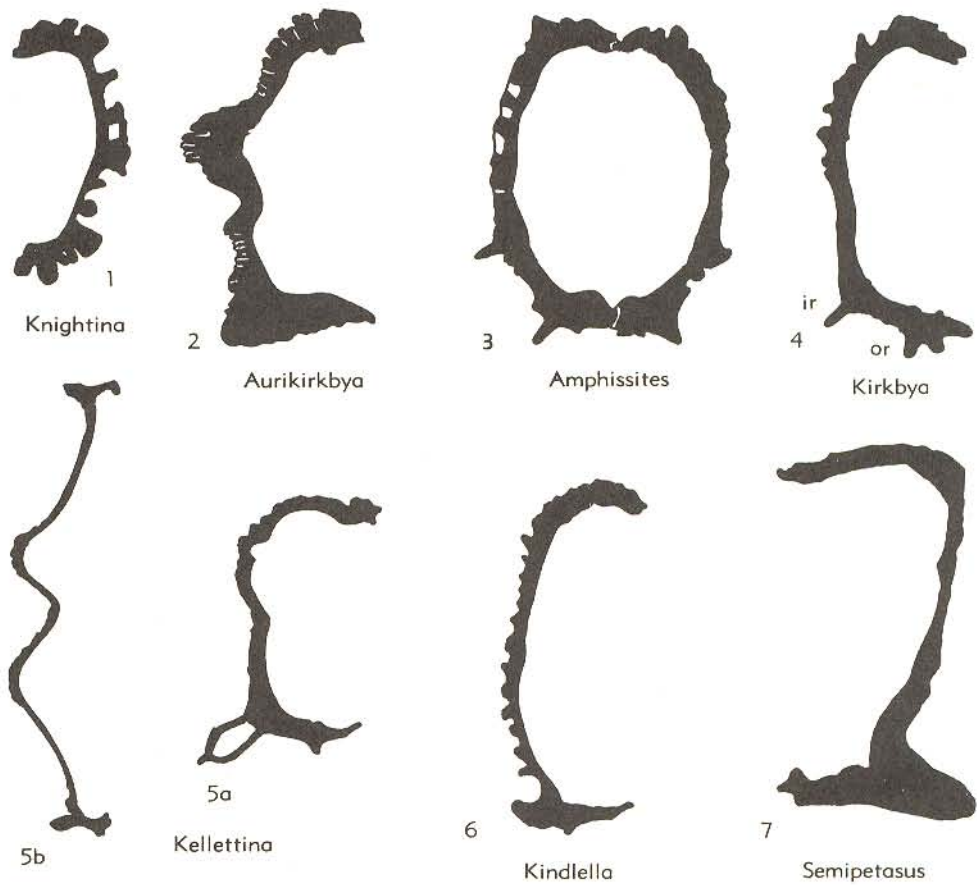 1
Knightina
2
Aurikirkbya
3
Amphissites
ir
4
or
Kirkbya
5b
5a
Kellettina
6
Kindlella
7
Semipetasus